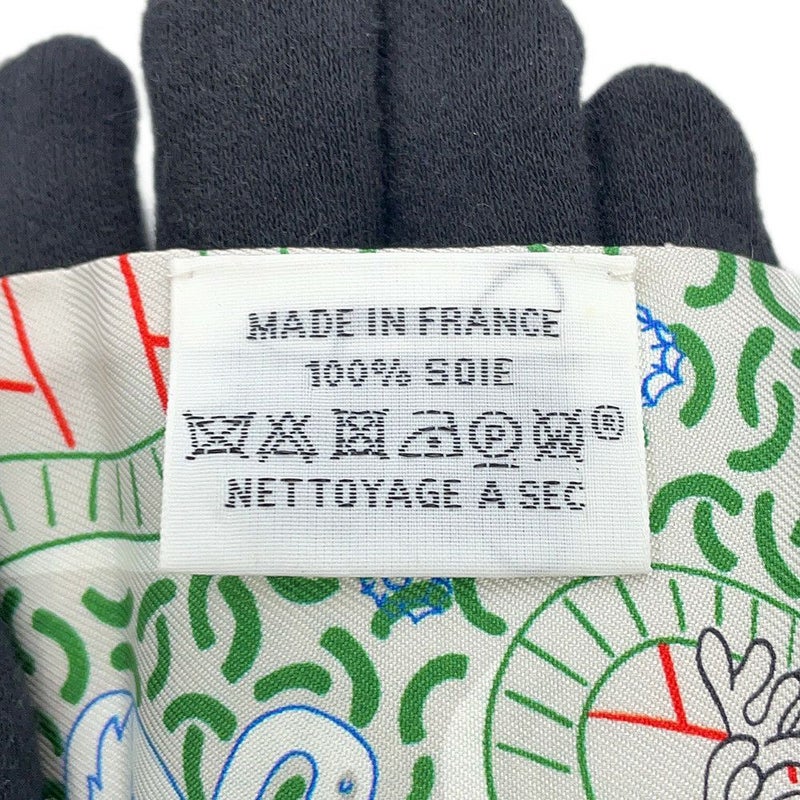 MADE IN FRANCE
100% SOIE
P ®
NETTOYAGE A SEC